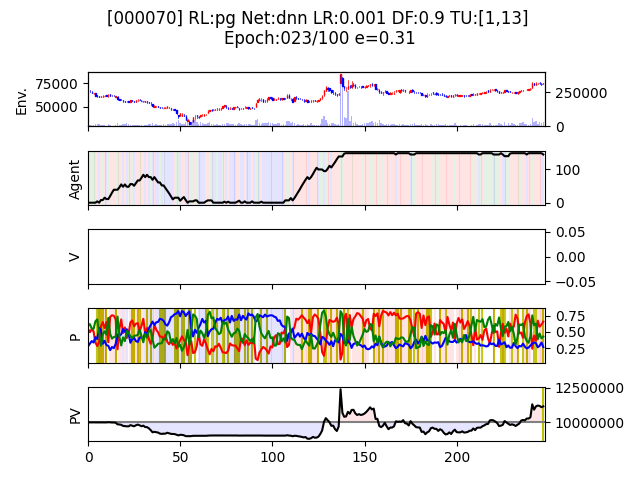 [000070] RL:pg Net:dnn LR:0.001 DF:0.9 TU:[1,13]
Epoch:023/100 e=0.31
Env.
75000
50000
250000
0
Agent
100
0
V
0.05
0.00
−0.05
P
0.75
0.50
0.25
PV
12500000
10000000
0
50
100
150
200